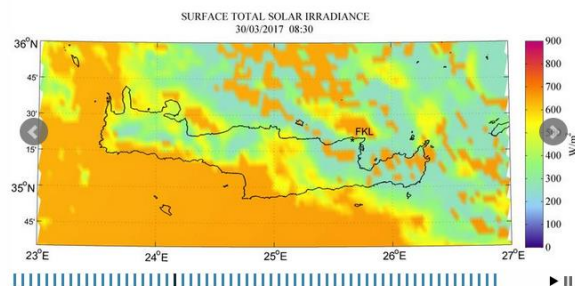 SURFACE TOTAL SOLAR IRRADIANCE
30/03/2017 08:30
36°N
45'
30'
15'
35°N
45'
23°E
24°E
25°E
26°E
27°E
FKL
900
800
700
600
400
300
200
100
0
W/m²